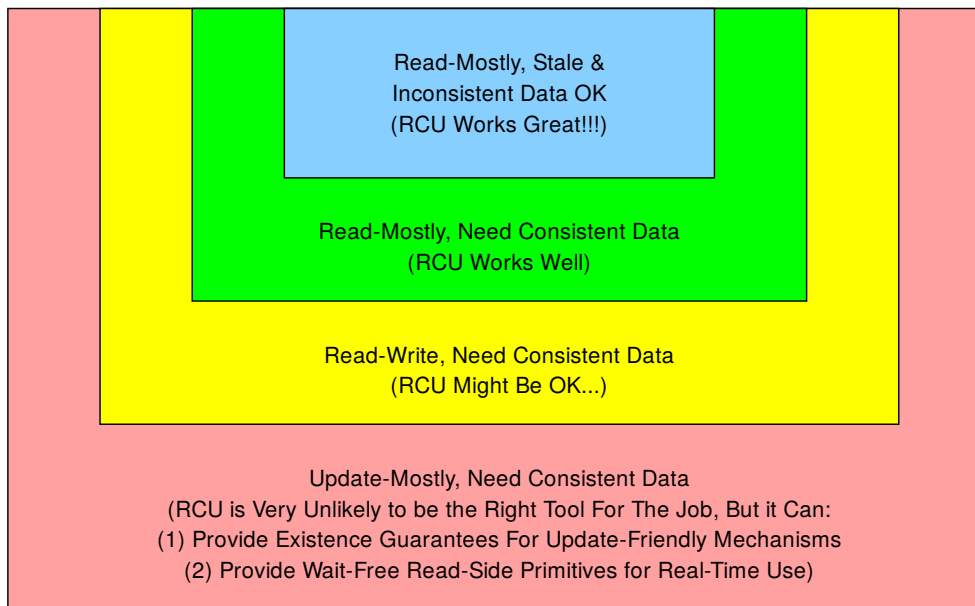 Read-Mostly, Stale &
Inconsistent Data OK
(RCU Works Great!!!)
Read-Mostly, Need Consistent Data
(RCU Works Well)
Read-Write, Need Consistent Data
(RCU Might Be OK...)
Update-Mostly, Need Consistent Data
(RCU is Very Unlikely to be the Right Tool For The Job, But it Can:
(1) Provide Existence Guarantees For Update-Friendly Mechanisms
(2) Provide Wait-Free Read-Side Primitives for Real-Time Use)